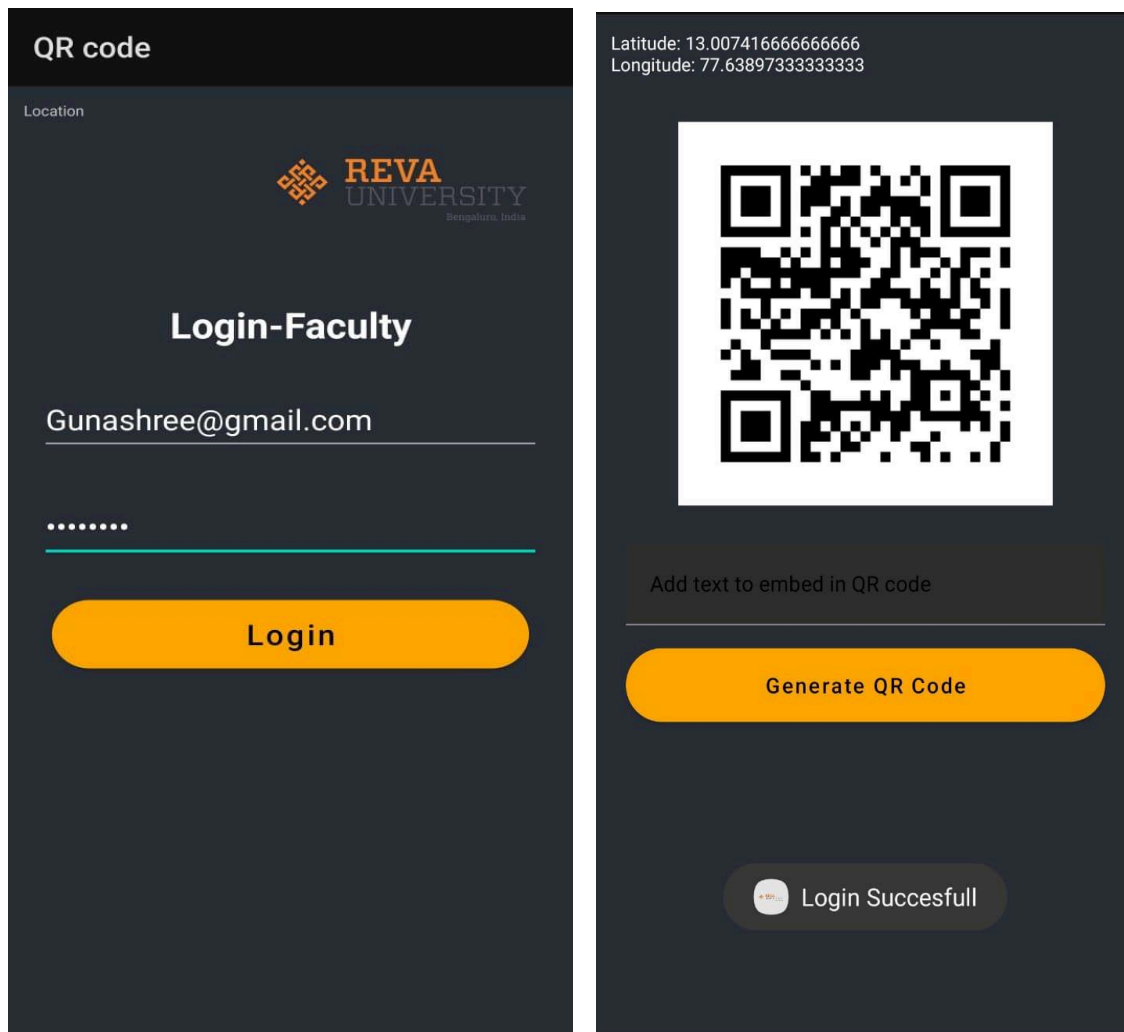 QR code
Location
REVA
UNIVERSITY
Bengaluru, India
Login-Faculty
Gunashree@gmail.com
••••••••
Login
Latitude: 13.007416666666666
Longitude: 77.63897333333333
Add text to embed in QR code
Generate QR Code
Login Succesfull